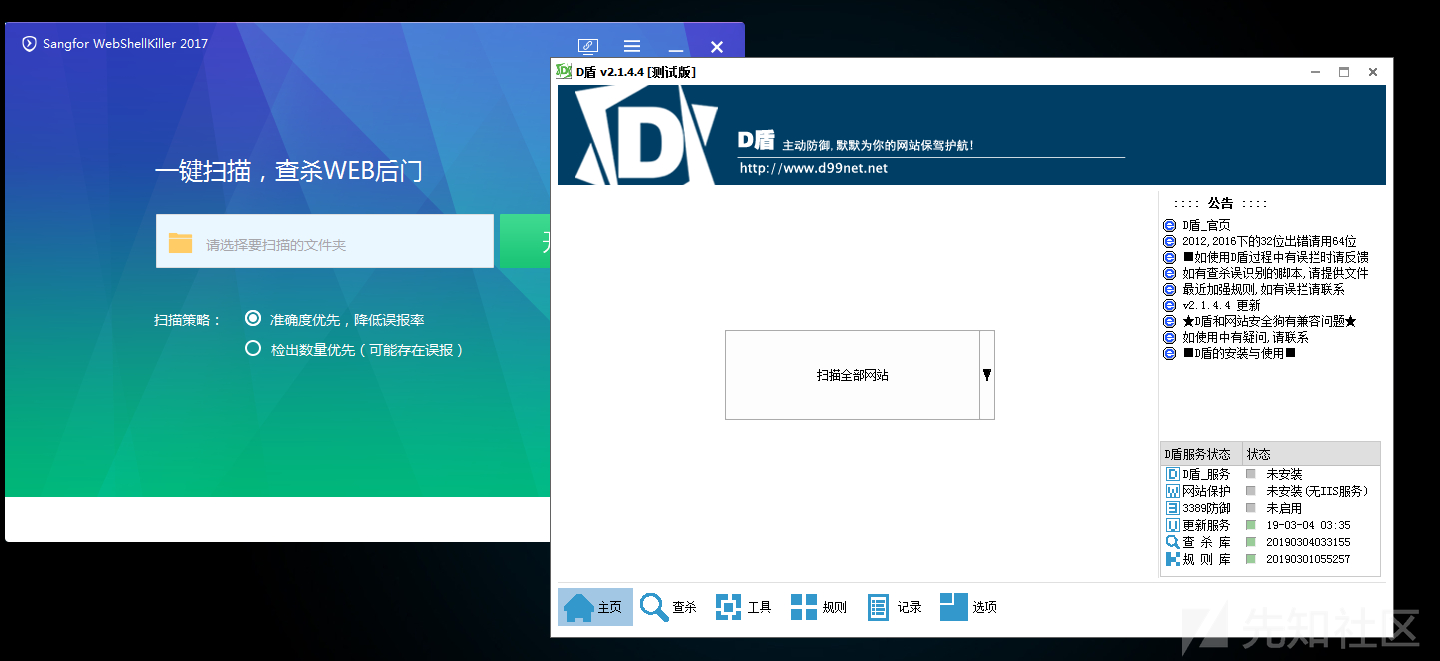 Sangfor WebShellKiller 2017
一键扫描，查杀WEB后门
请选择要扫描的文件夹
扫描策略：
准确度优先，降低误报率
检出数量优先（可能存在误报）
D盾 v2.1.4.4 [测试版]
D盾 主动防御,默默为你的网站保驾护航!
http://www.d99net.net
扫描全部网站
:::: 公告 ::::
D盾_官页
2012,2016下的32位出错请用64位
■如使用D盾过程中有误拦时请反馈
如有查杀误识别的脚本,请提供文件
最近加强规则,如有误拦请联系
v2.1.4.4 更新
★D盾和网站安全狗有兼容问题★
如使用中有疑问,请联系
■D盾的安装与使用■
D盾服务状态 状态
D盾_服务 未安装
网站保护 未安装(无IIS服务)
3389防御 未启用
更新服务 19-03-04 03:35
查 杀 库 20190304033155
规 则 库 20190301055257
主页 查杀 工具 规则 记录 选项
先知社区